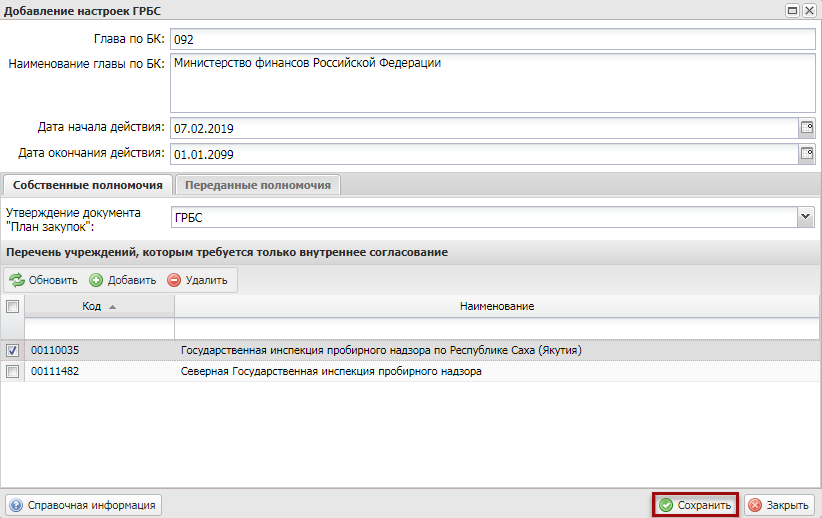 Добавление настроек ГРБС
Глава по БК: 092
Наименование главы по БК: Министерство финансов Российской Федерации
Дата начала действия: 07.02.2019
Дата окончания действия: 01.01.2099
Собственные полномочия Переданные полномочия
Утверждение документа
"План закупок": ГРБС
Перечень учреждений, которым требуется только внутреннее согласование
Обновить Добавить Удалить
Код Наименование
00110035 Государственная инспекция пробирного надзора по Республике Саха (Якутия)
00111482 Северная Государственная инспекция пробирного надзора
Справочная информация Сохранить Закрыть